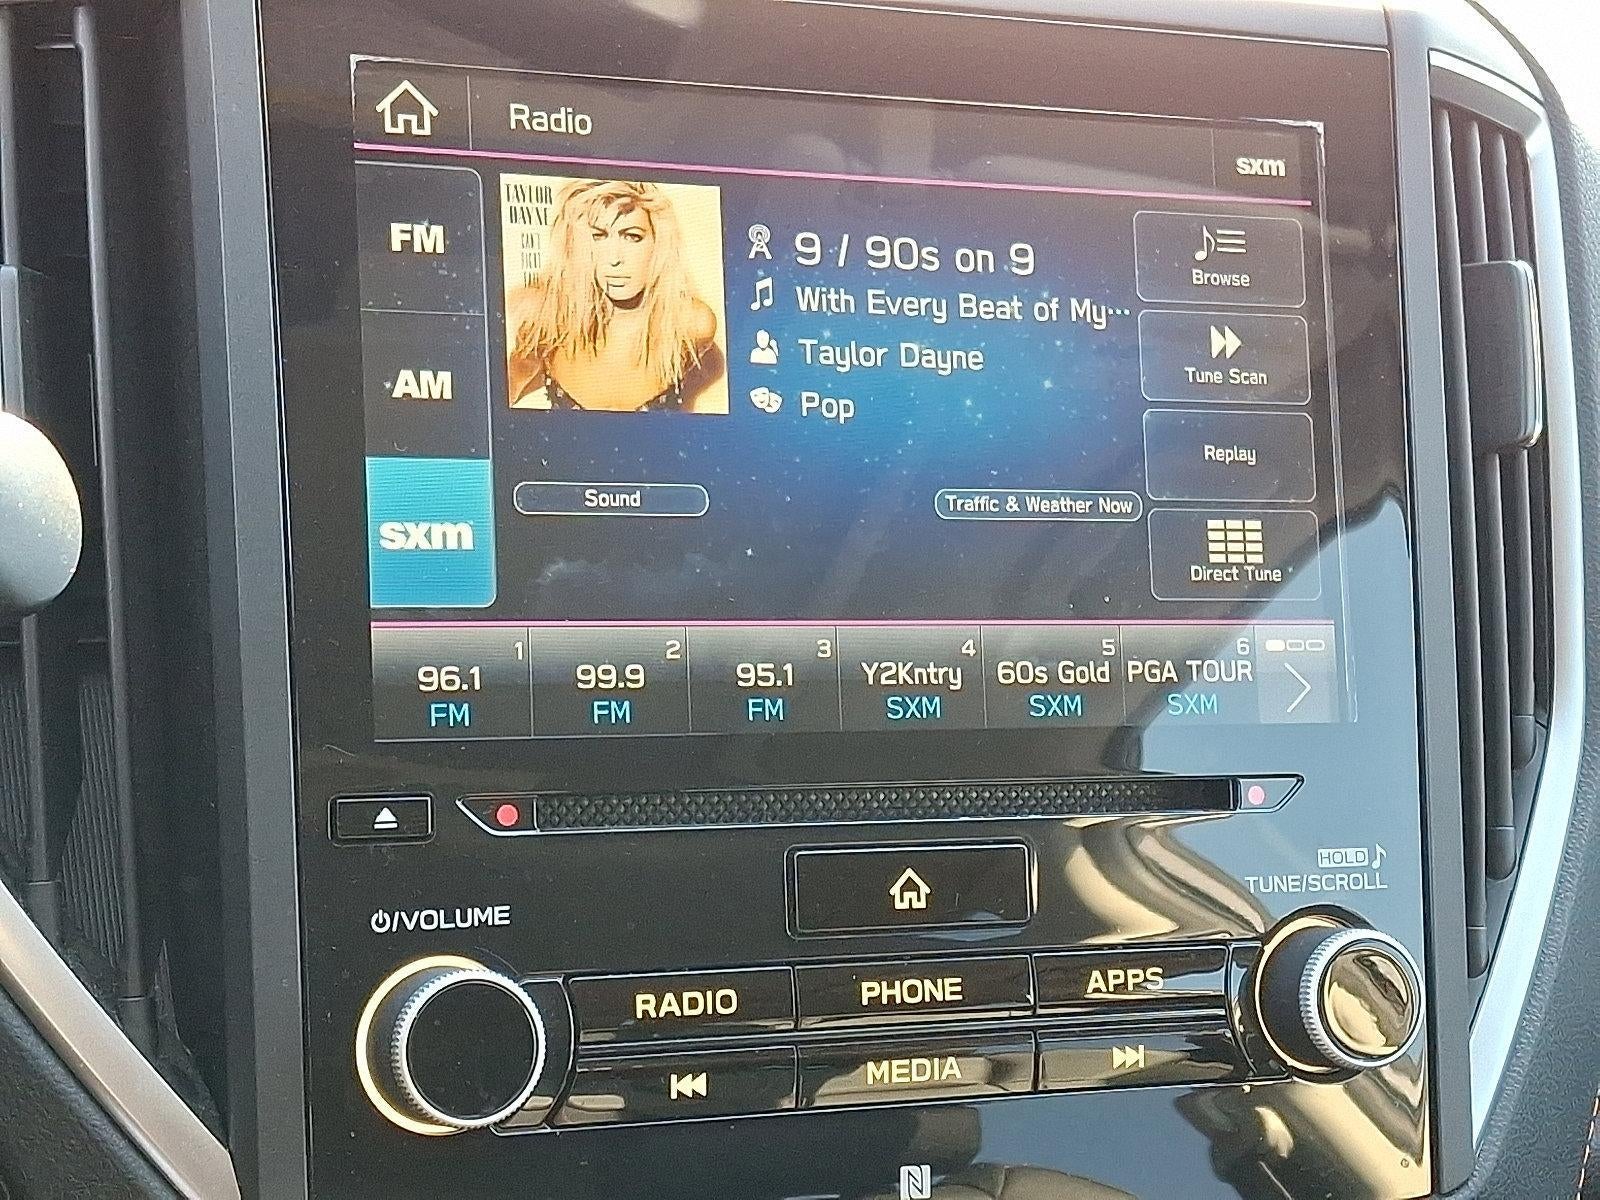 Radio
sxm
FM
AM
sxm
TAYLOR
DAYNE
CAN'T
FIGHT
FATE
9 / 90s on 9
With Every Beat of My…
Taylor Dayne
Pop
Browse
Tune Scan
Replay
Direct Tune
Sound
Traffic & Weather Now
1
96.1
FM
2
99.9
FM
3
95.1
FM
4
Y2Kntry
SXM
5
60s Gold
SXM
6
PGA TOUR
SXM
HOLD
TUNE/SCROLL
/VOLUME
RADIO
PHONE
APPS
MEDIA
N